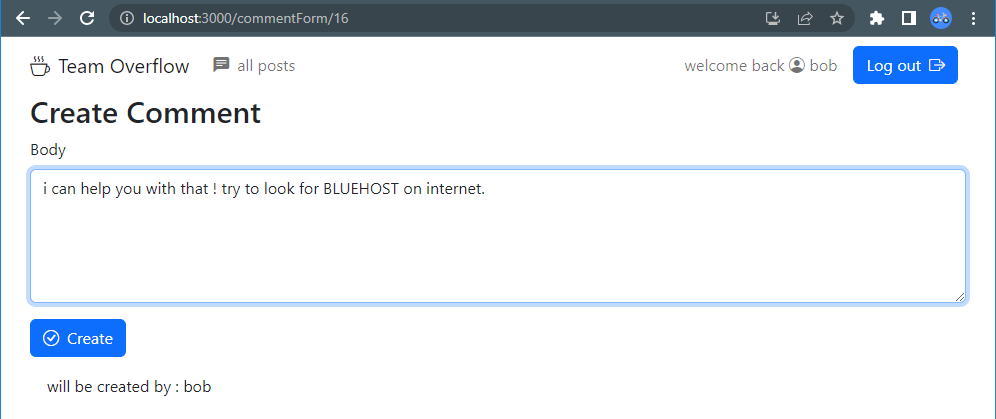 localhost:3000/commentForm/16
Team Overflow all posts welcome back bob Log out
Create Comment
Body
i can help you with that ! try to look for BLUEHOST on internet.
Create
will be created by : bob